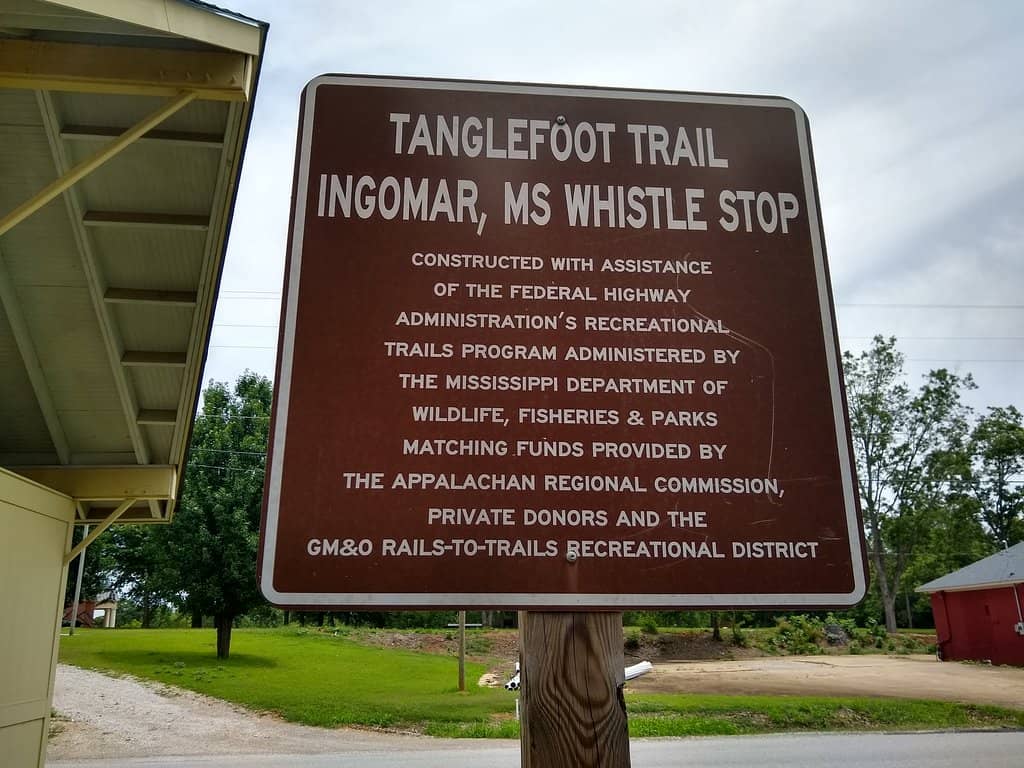 TANGLEFOOT TRAIL
INGOMAR, MS WHISTLE STOP
CONSTRUCTED WITH ASSISTANCE
OF THE FEDERAL HIGHWAY
ADMINISTRATION'S RECREATIONAL
TRAILS PROGRAM ADMINISTERED BY
THE MISSISSIPPI DEPARTMENT OF
WILDLIFE, FISHERIES & PARKS
MATCHING FUNDS PROVIDED BY
THE APPALACHAN REGIONAL COMMISSION,
PRIVATE DONORS AND THE
GM&O RAILS-TO-TRAILS RECREATIONAL DISTRICT